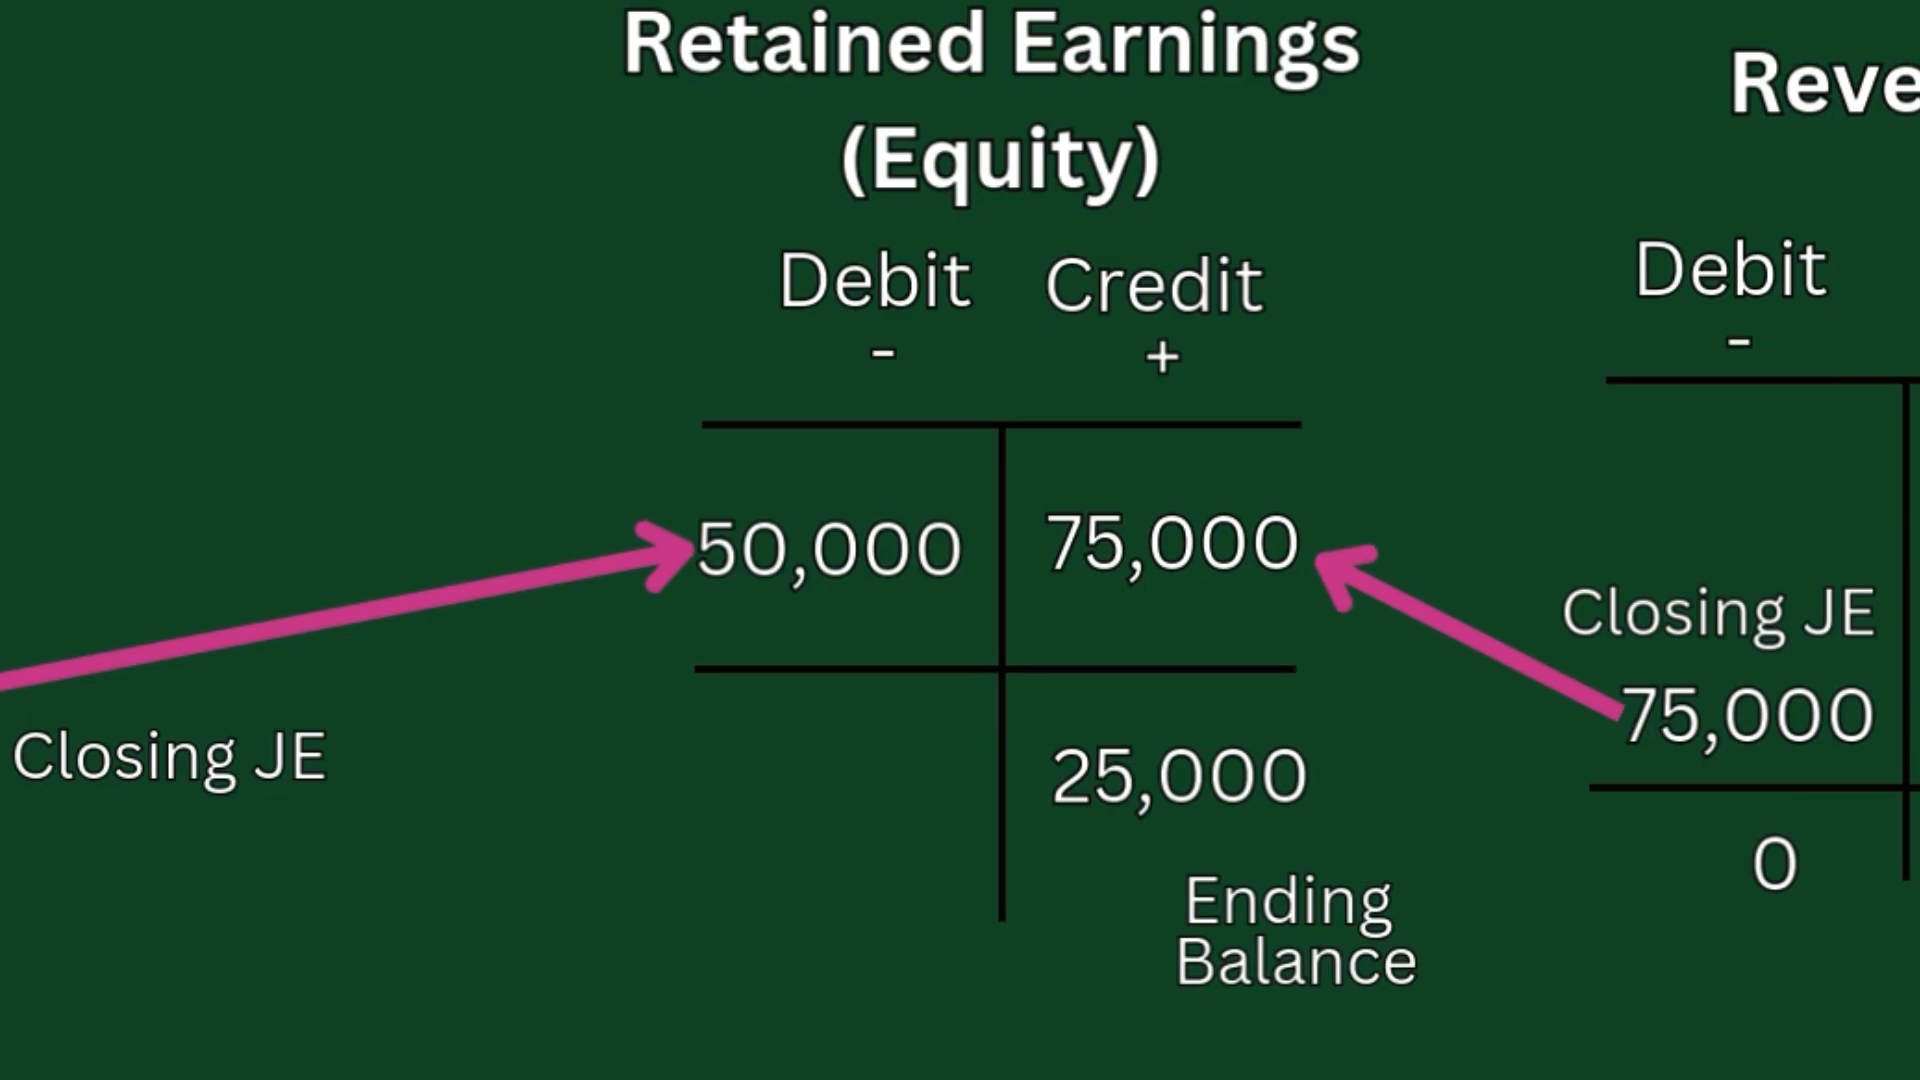 Retained Earnings
(Equity)
Debit Credit
- +
50,000 75,000
25,000
Ending
Balance
Closing JE
Reve
Debit
-
Closing JE
75,000
0